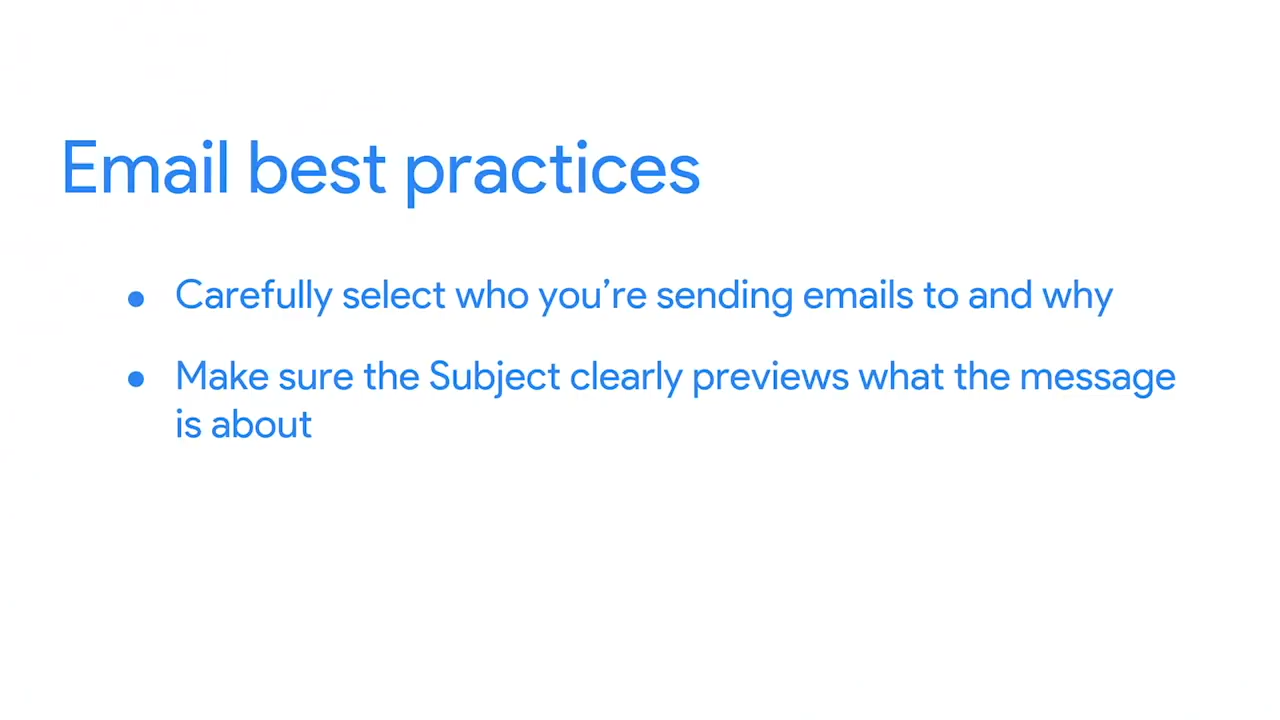 Email best practices
● Carefully select who you’re sending emails to and why
● Make sure the Subject clearly previews what the message
is about